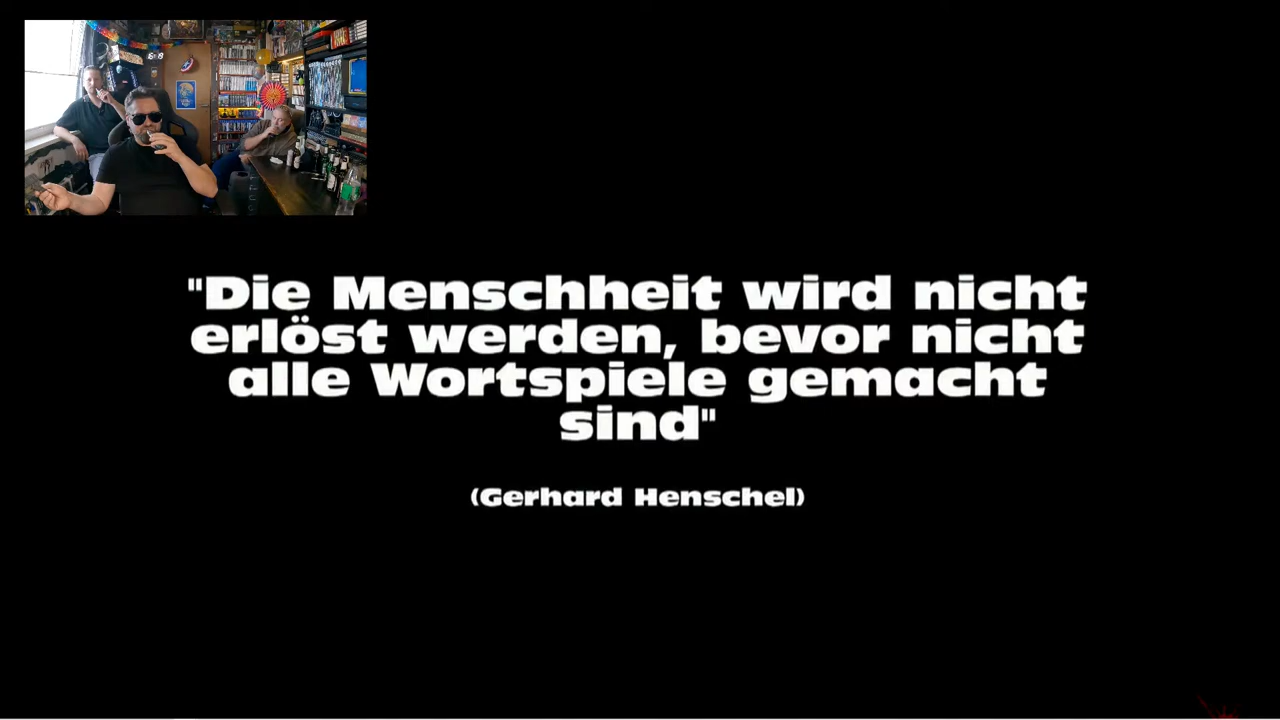 "Die Menschheit wird nicht
erlöst werden, bevor nicht
alle Wortspiele gemacht
sind"
(Gerhard Henschel)